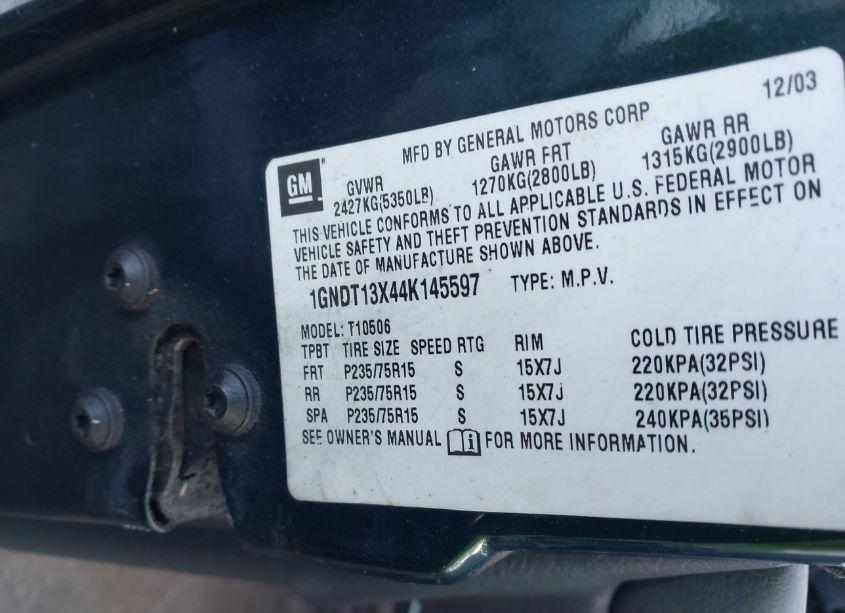 12/03
MFD BY GENERAL MOTORS CORP
GM
GVWR GAWR FRT GAWR RR
2427KG(5350LB) 1270KG(2800LB) 1315KG(2900LB)
THIS VEHICLE CONFORMS TO ALL APPLICABLE U.S. FEDERAL MOTOR
VEHICLE SAFETY AND THEFT PREVENTION STANDARDS IN EFFECT ON
THE DATE OF MANUFACTURE SHOWN ABOVE.
1GNDT13X44K145597 TYPE: M.P.V.
MODEL: T10506
TPBT TIRE SIZE SPEED RTG RIM COLD TIRE PRESSURE
FRT P235/75R15 S 15X7J 220KPA(32PSI)
RR P235/75R15 S 15X7J 220KPA(32PSI)
SPA P235/75R15 S 15X7J 240KPA(35PSI)
SEE OWNER'S MANUAL i FOR MORE INFORMATION.